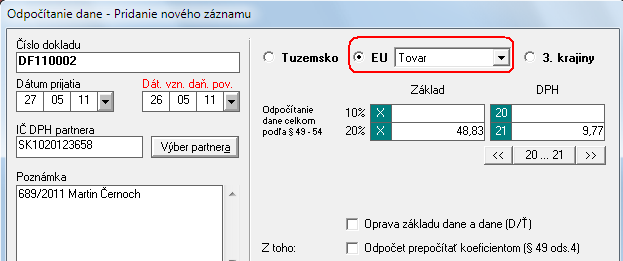 Odpočítanie dane - Pridanie nového záznamu
Číslo dokladu
DF110002
Dátum prijatia
Dát. vzn. daň. pov.
27 05 11
26 05 11
IČ DPH partnera
SK1020123658
Výber partnera
Poznámka
689/2011 Martin Černoch
Tuzemsko
EU
Tovar
3. krajiny
Základ
DPH
Odpočítanie
dane celkom
podľa § 49 - 54
10% X 20
20% X 48,83 21 9,77
<< 20 ... 21 >>
Oprava základu dane a dane (D/Ť)
Z toho:
Odpočet prepočítať koeficientom (§ 49 ods.4)